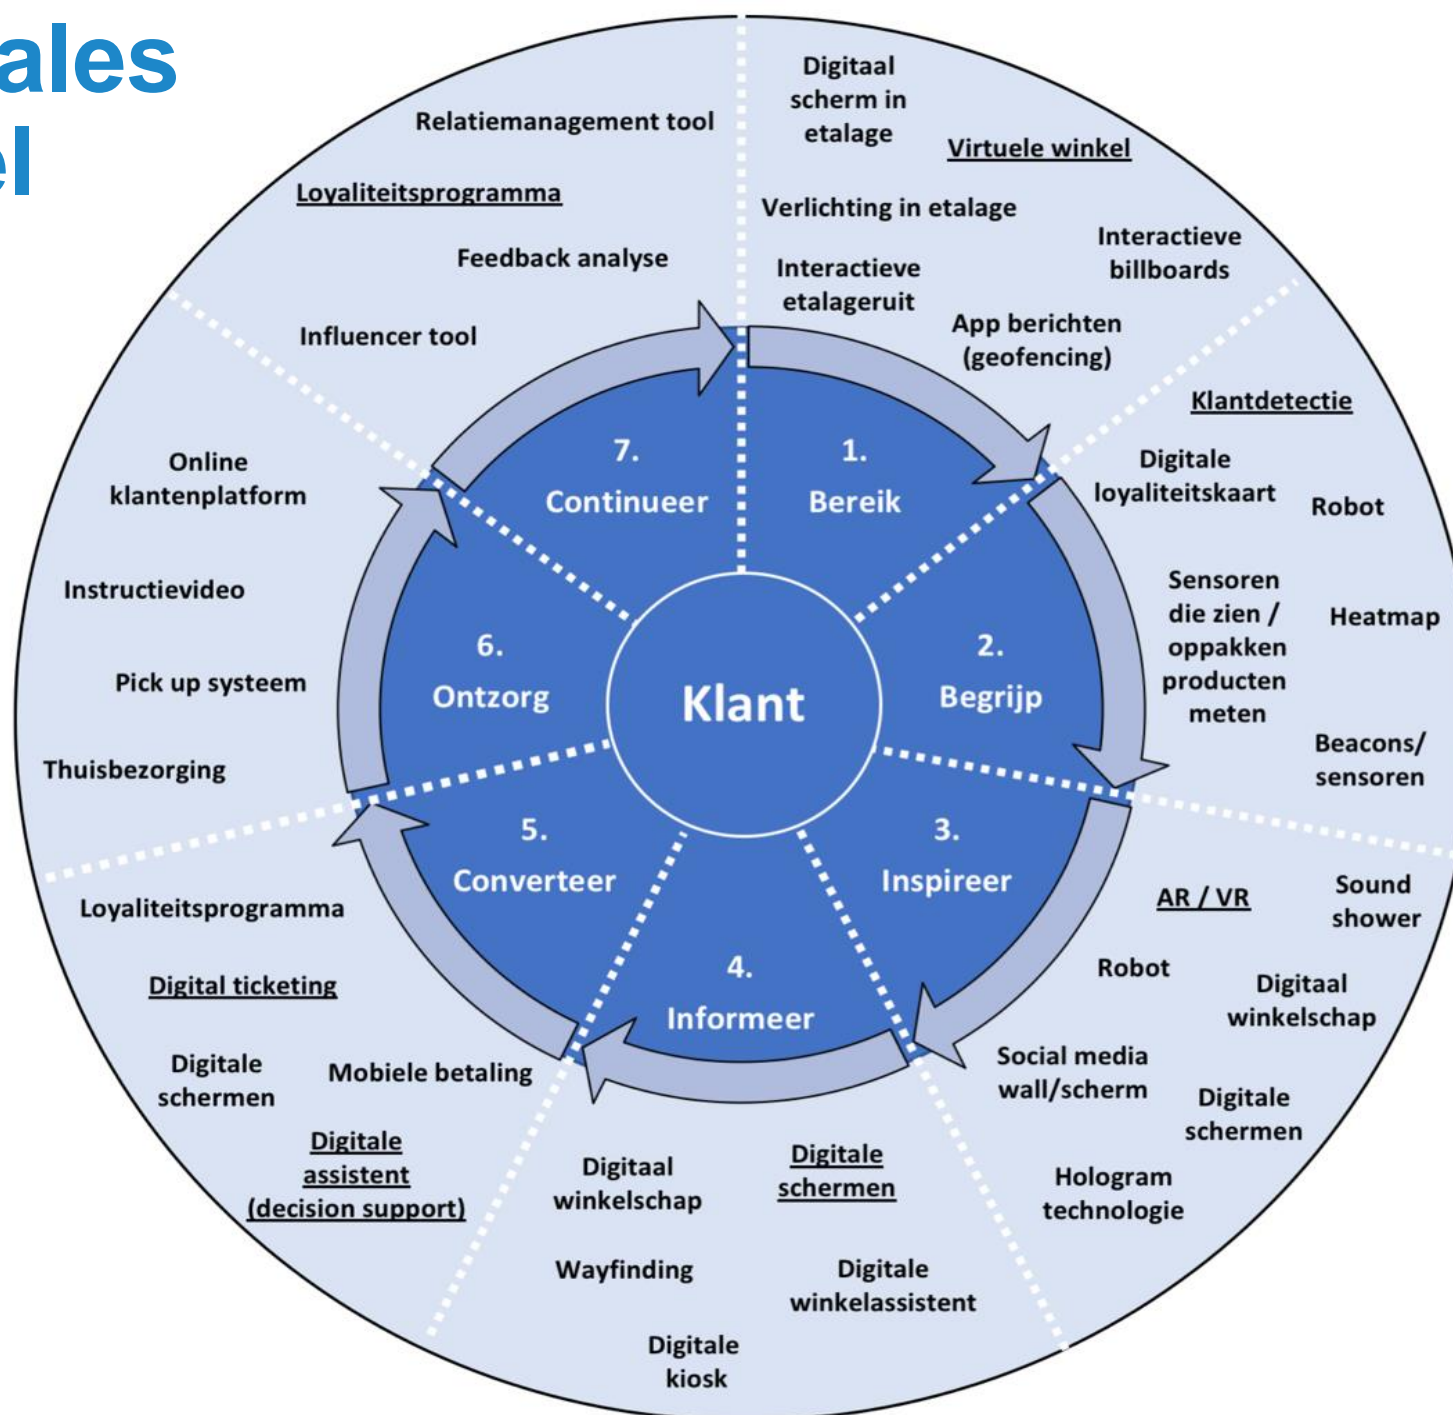 ales
el
Relatiemanagement tool
Loyaliteitsprogramma
Feedback analyse
Influencer tool
Digitaal
scherm in
etalage
Virtuele winkel
Verlichting in etalage
Interactieve
billboards
Interactieve
etalageruit
App berichten
(geofencing)
Klantdetectie
Digitale
loyaliteitskaart
Robot
Sensoren
die zien /
oppakken
producten
meten
Heatmap
Beacons/
sensoren
AR / VR
Sound
shower
Robot
Digitaal
winkelschap
Social media
wall/scherm
Digitale
schermen
Hologram
technologie
Digitaal
winkelschap
Digitale
schermen
Wayfinding
Digitale
winkelassistent
Digitale
kiosk
Loyaliteitsprogramma
Digital ticketing
Digitale
schermen
Mobiele betaling
Digitale
assistent
(decision support)
Online
klantenplatform
Instructievideo
Pick up systeem
Thuisbezorging
1.
Bereik
2.
Begrijp
3.
Inspireer
4.
Informeer
5.
Converteer
6.
Ontzorg
7.
Continueer
Klant